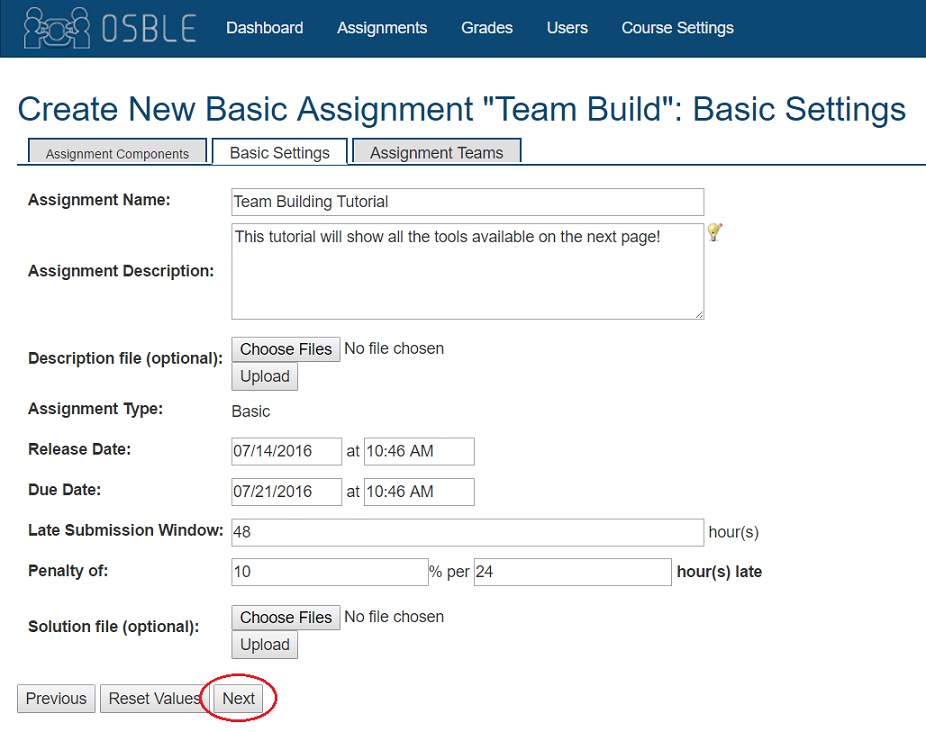 OSBLE Dashboard Assignments Grades Users Course Settings
Create New Basic Assignment "Team Build": Basic Settings
Assignment Components Basic Settings Assignment Teams
Assignment Name: Team Building Tutorial
This tutorial will show all the tools available on the next page!
Assignment Description:
Description file (optional): Choose Files No file chosen
Upload
Assignment Type: Basic
Release Date: 07/14/2016 at 10:46 AM
Due Date: 07/21/2016 at 10:46 AM
Late Submission Window: 48 hour(s)
Penalty of: 10 % per 24 hour(s) late
Solution file (optional): Choose Files No file chosen
Upload
Previous Reset Values Next